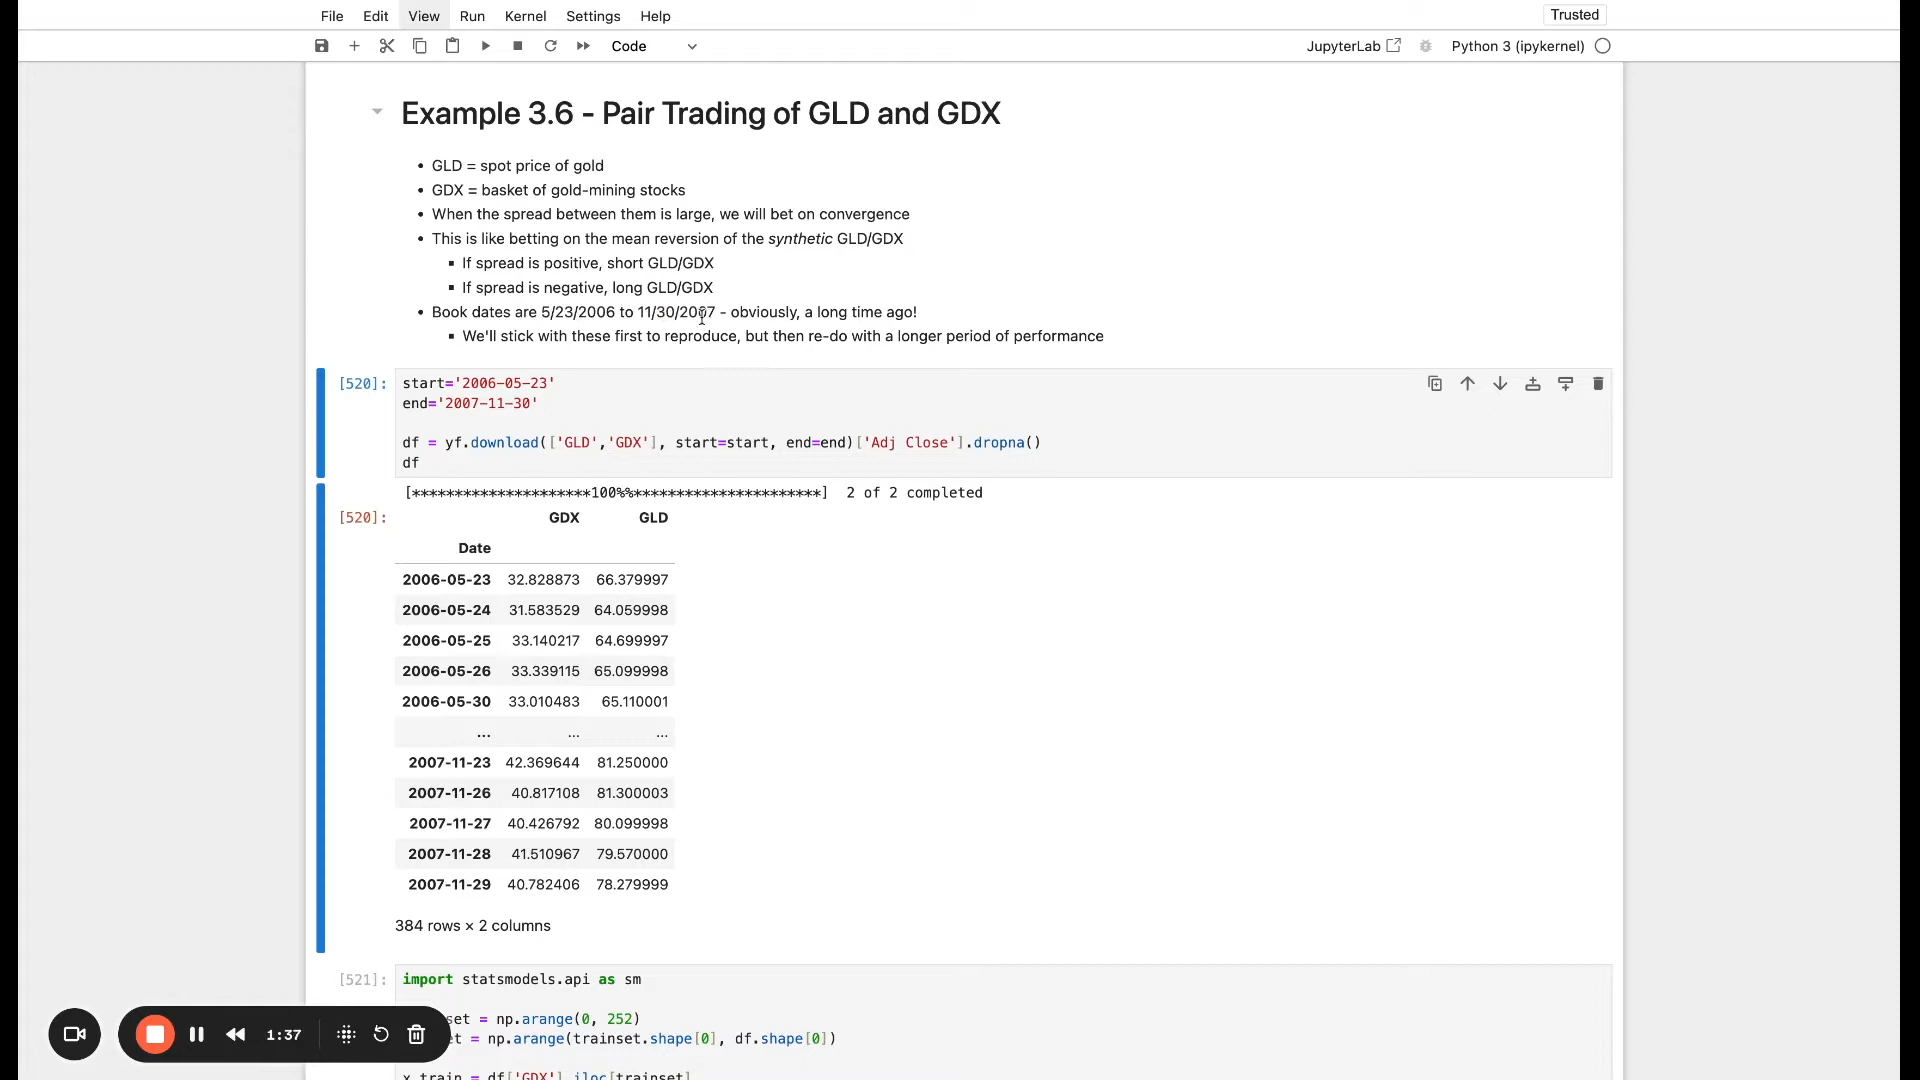 File Edit View Run Kernel Settings Help Trusted
Code JupyterLab Python 3 (ipykernel)
Example 3.6 - Pair Trading of GLD and GDX
• GLD = spot price of gold
• GDX = basket of gold-mining stocks
• When the spread between them is large, we will bet on convergence
• This is like betting on the mean reversion of the synthetic GLD/GDX
▪ If spread is positive, short GLD/GDX
▪ If spread is negative, long GLD/GDX
• Book dates are 5/23/2006 to 11/30/2007 - obviously, a long time ago!
▪ We'll stick with these first to reproduce, but then re-do with a longer period of performance
[520]: start='2006-05-23'
end='2007-11-30'
df = yf.download(['GLD','GDX'], start=start, end=end)['Adj Close'].dropna()
df
[*********************100%%**********************]  2 of 2 completed
[520]: GDX GLD
Date
2006-05-23 32.828873 66.379997
2006-05-24 31.583529 64.059998
2006-05-25 33.140217 64.699997
2006-05-26 33.339115 65.099998
2006-05-30 33.010483 65.110001
... ... ...
2007-11-23 42.369644 81.250000
2007-11-26 40.817108 81.300003
2007-11-27 40.426792 80.099998
2007-11-28 41.510967 79.570000
2007-11-29 40.782406 78.279999
384 rows × 2 columns
[521]: import statsmodels.api as sm
set = np.arange(0, 252)
1:37
et = np.arange(trainset.shape[0], df.shape[0])
x_train = df['GDX'].iloc[trainset]